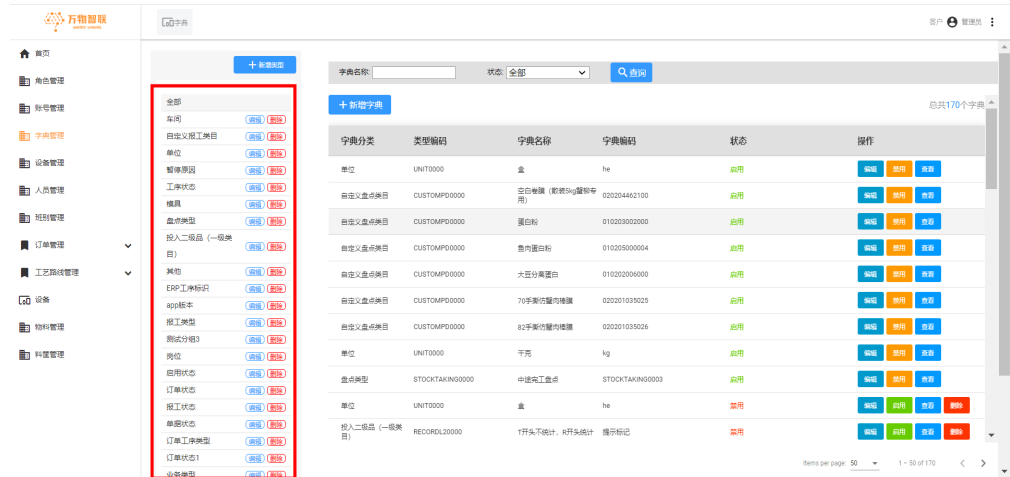 万物智联
字典
客户 管理员
首页
角色管理
账号管理
字典管理
设备管理
人员管理
班别管理
订单管理
工艺路线管理
设备
物料管理
料筐管理
新增类型
全部
车间 编辑 删除
自定义报工类目 编辑 删除
单位 编辑 删除
暂停原因 编辑 删除
工序状态 编辑 删除
模具 编辑 删除
盘点类型 编辑 删除
投入二级品(一级类
目) 编辑 删除
其他 编辑 删除
ERP工序标识 编辑 删除
app版本 编辑 删除
报工类型 编辑 删除
测试分组3 编辑 删除
岗位 编辑 删除
启用状态 编辑 删除
订单状态 编辑 删除
报工状态 编辑 删除
单据状态 编辑 删除
订单工序类型 编辑 删除
订单状态1 编辑 删除
业务类型 编辑 删除
字典名称: 状态: 全部 查询
新增字典 总共170个字典
字典分类 类型编码 字典名称 字典编码 状态 操作
单位 UNIT0000 盒 he 启用 编辑 禁用 查看
自定义盘点类目 CUSTOMPD0000 空白卷膜(散装5kg蟹柳专
用) 020204462100 启用 编辑 禁用 查看
自定义盘点类目 CUSTOMPD0000 蛋白粉 010203002000 启用 编辑 禁用 查看
自定义盘点类目 CUSTOMPD0000 鱼肉蛋白粉 010205000004 启用 编辑 禁用 查看
自定义盘点类目 CUSTOMPD0000 大豆分离蛋白 010202006000 启用 编辑 禁用 查看
自定义盘点类目 CUSTOMPD0000 70手撕仿蟹肉棒膜 020201035025 启用 编辑 禁用 查看
自定义盘点类目 CUSTOMPD0000 82手撕仿蟹肉棒膜 020201035026 启用 编辑 禁用 查看
单位 UNIT0000 千克 kg 启用 编辑 禁用 查看
盘点类型 STOCKTAKING0000 中途完工盘点 STOCKTAKING0003 启用 编辑 禁用 查看
单位 UNIT0000 盒 he 禁用 编辑 启用 查看 删除
投入二级品(一级类
目) RECORDL20000 T开头不统计,R开头统计 提示标记 禁用 编辑 启用 查看 删除
Items per page: 50 1 – 50 of 170